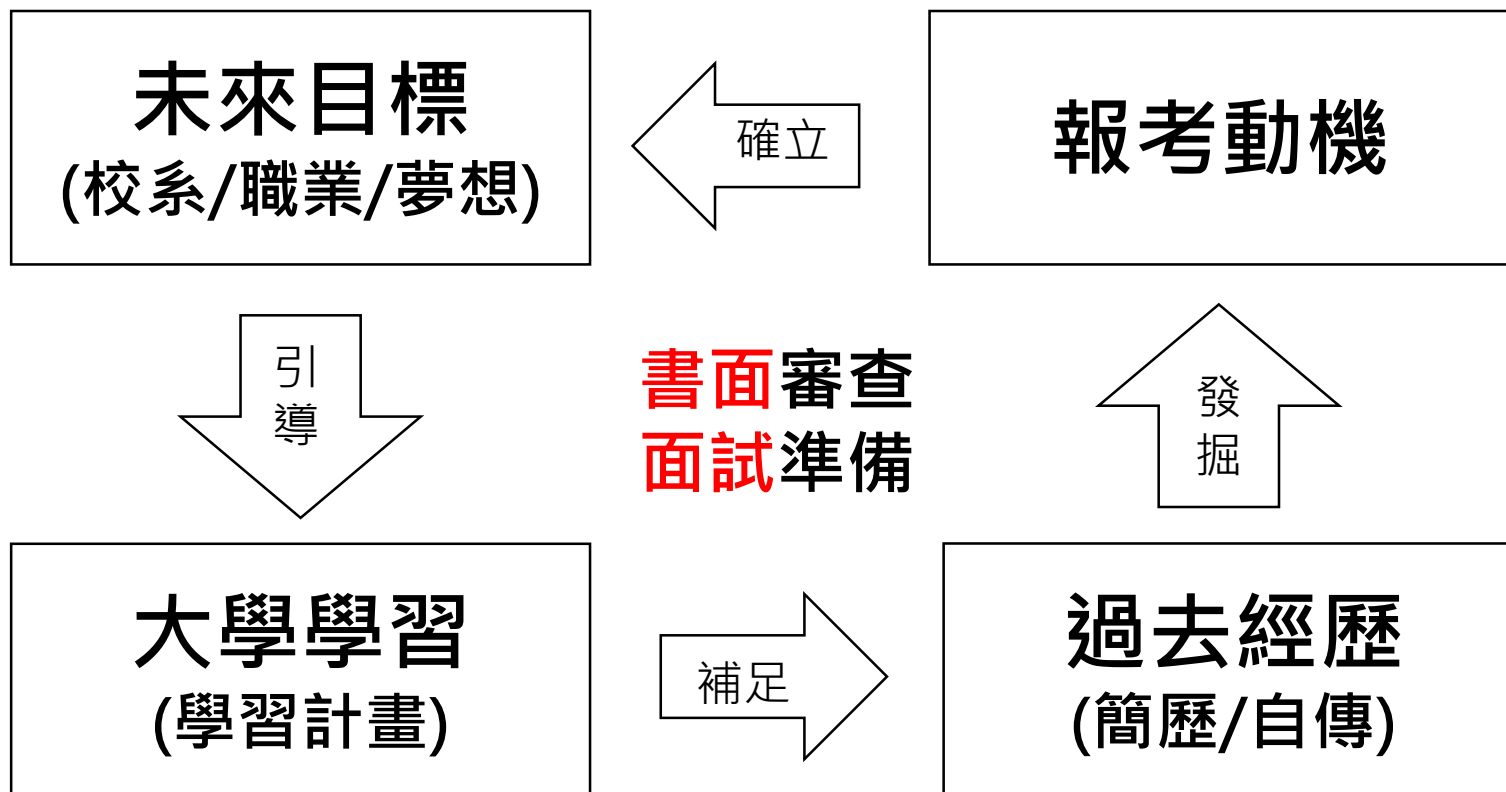 未來目標
(校系/職業/夢想)
確立
報考動機
引
導
書面審查
面試準備
發
掘
大學學習
(學習計畫)
補足
過去經歷
(簡歷/自傳)